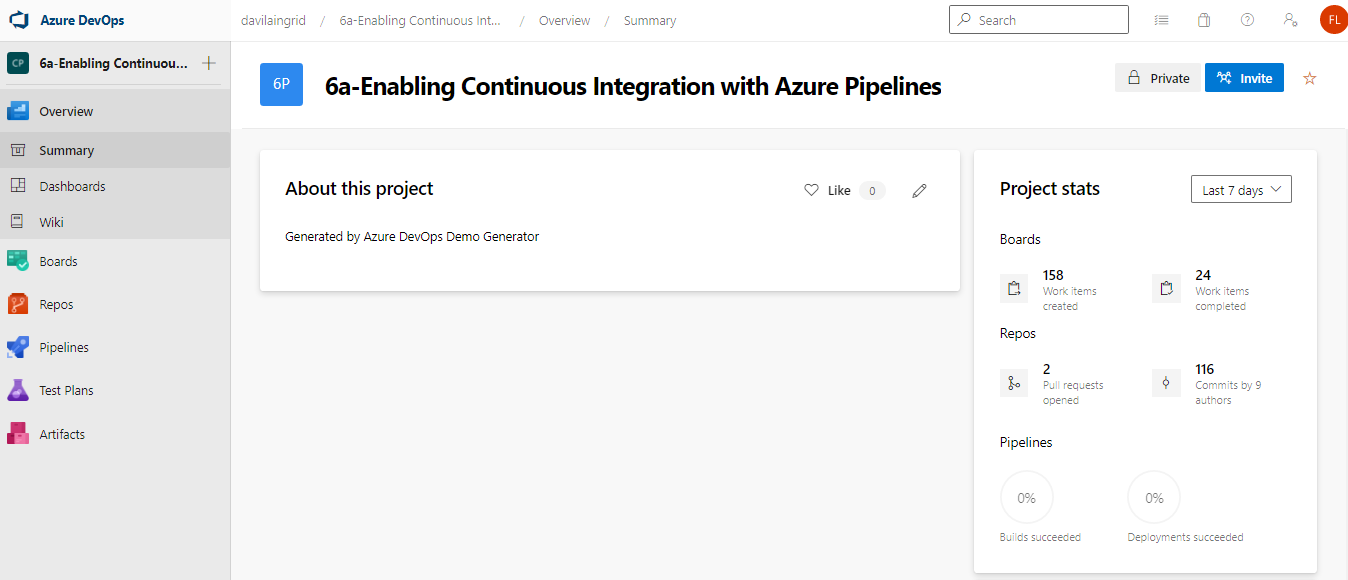 Azure DevOps
davilaingrid / 6a-Enabling Continuous Int... / Overview / Summary
Search
FL
CP 6a-Enabling Continuou... +
Overview
Summary
Dashboards
Wiki
Boards
Repos
Pipelines
Test Plans
Artifacts
6P 6a-Enabling Continuous Integration with Azure Pipelines
Private
Invite
About this project
Like 0
Generated by Azure DevOps Demo Generator
Project stats
Last 7 days
Boards
158
Work items
created
24
Work items
completed
Repos
2
Pull requests
opened
116
Commits by 9
authors
Pipelines
0%
Builds succeeded
0%
Deployments succeeded